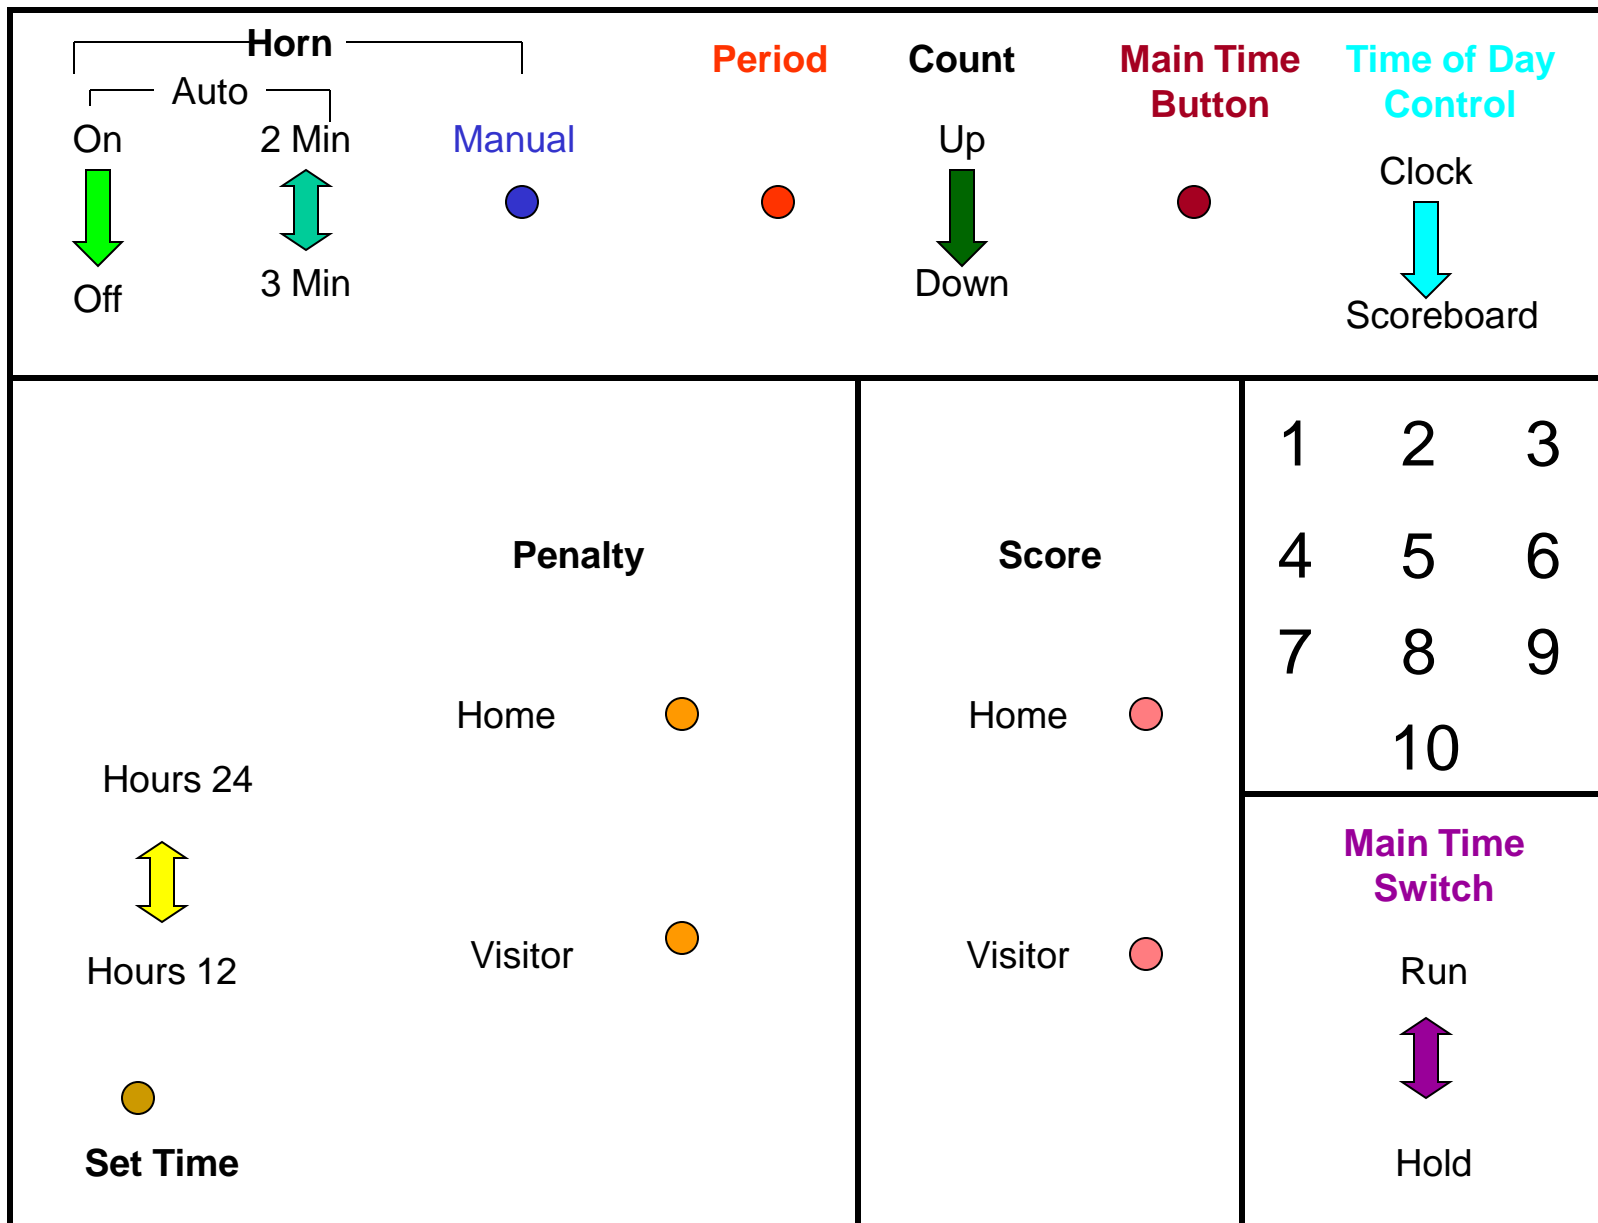 Horn
Auto
On
2 Min
Manual
Off
3 Min
Period
Count
Up
Down
Main Time
Button
Time of Day
Control
Clock
Scoreboard
Penalty
Home
Visitor
Hours 24
Hours 12
Set Time
Score
Home
Visitor
1 2 3
4 5 6
7 8 9
10
Main Time
Switch
Run
Hold